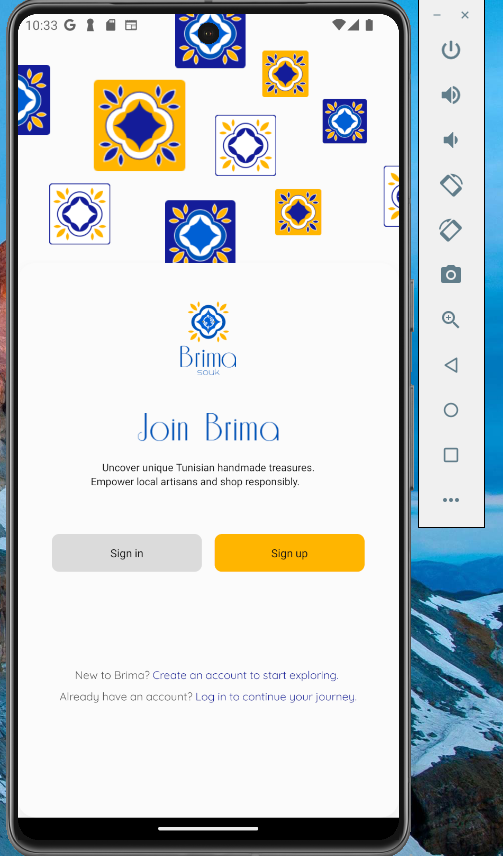 10:33
Brima
souk
Join Brima
Uncover unique Tunisian handmade treasures.
Empower local artisans and shop responsibly.
Sign in
Sign up
New to Brima? Create an account to start exploring.
Already have an account? Log in to continue your journey.